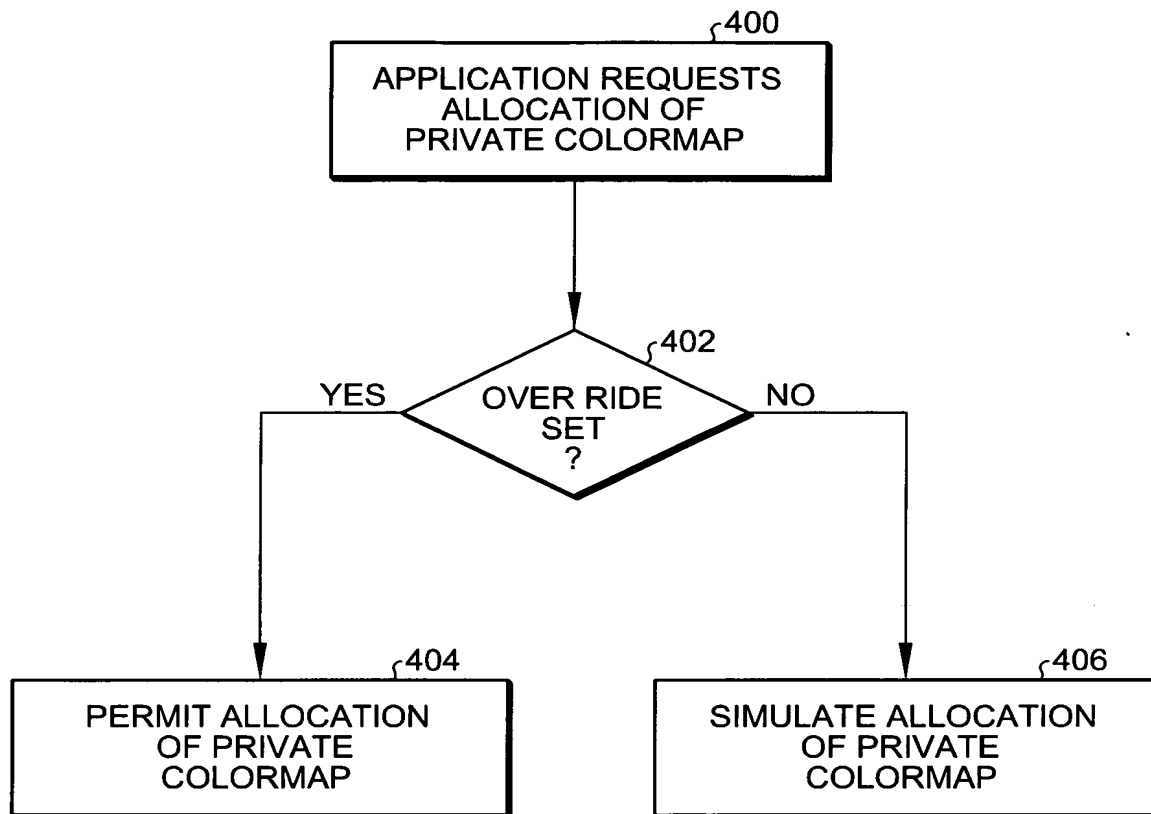 400
APPLICATION REQUESTS
ALLOCATION OF
PRIVATE COLORMAP
402
YES
OVER RIDE
SET
?
NO
404
PERMIT ALLOCATION
OF PRIVATE
COLORMAP
406
SIMULATE ALLOCATION
OF PRIVATE
COLORMAP